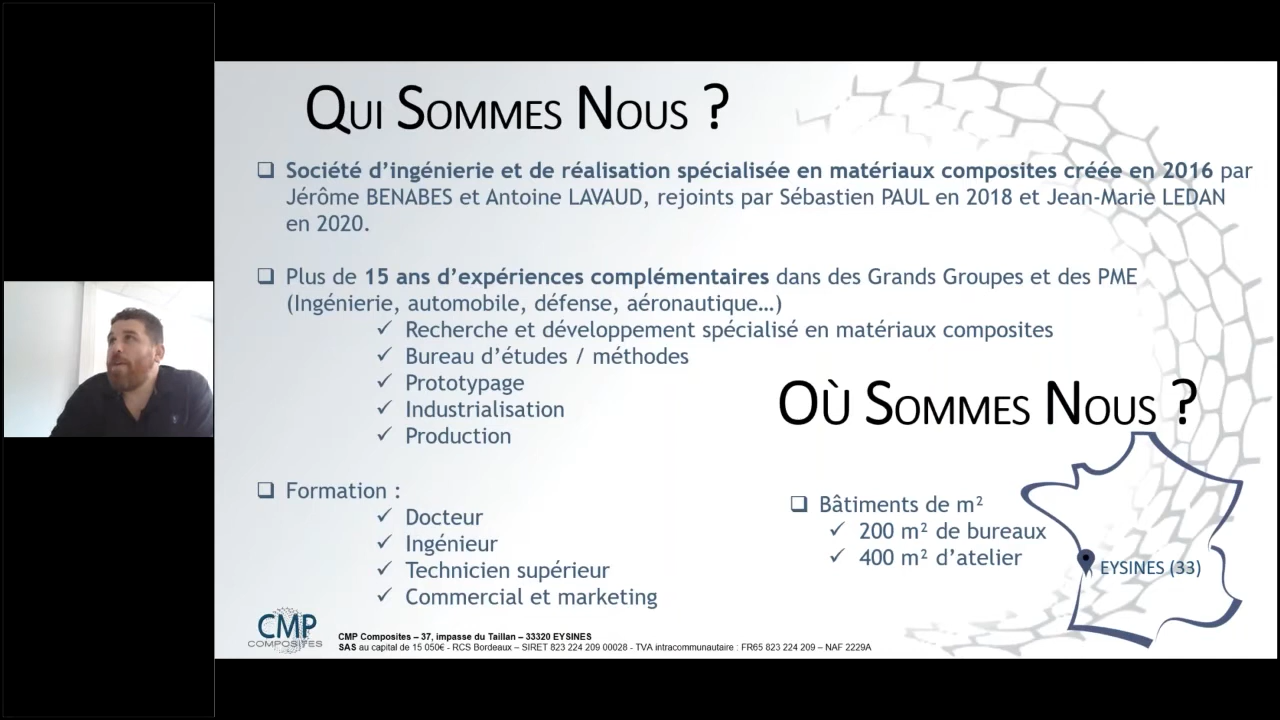 QUI SOMMES NOUS ?
❑ Société d'ingénierie et de réalisation spécialisée en matériaux composites créée en 2016 par
Jérôme BENABES et Antoine LAVAUD, rejoints par Sébastien PAUL en 2018 et Jean-Marie LEDAN
en 2020.
❑ Plus de 15 ans d'expériences complémentaires dans des Grands Groupes et des PME
(Ingénierie, automobile, défense, aéronautique…)
✓ Recherche et développement spécialisé en matériaux composites
✓ Bureau d'études / méthodes
✓ Prototypage
✓ Industrialisation
✓ Production
❑ Formation :
✓ Docteur
✓ Ingénieur
✓ Technicien supérieur
✓ Commercial et marketing
OÙ SOMMES NOUS ?
❑ Bâtiments de m²
✓ 200 m² de bureaux
✓ 400 m² d'atelier
EYSINES (33)
CMP
COMPOSITES
CMP Composites – 37, impasse du Taillan – 33320 EYSINES
SAS au capital de 15 050€ - RCS Bordeaux – SIRET 823 224 209 00028 - TVA intracommunautaire : FR65 823 224 209 – NAF 2229A